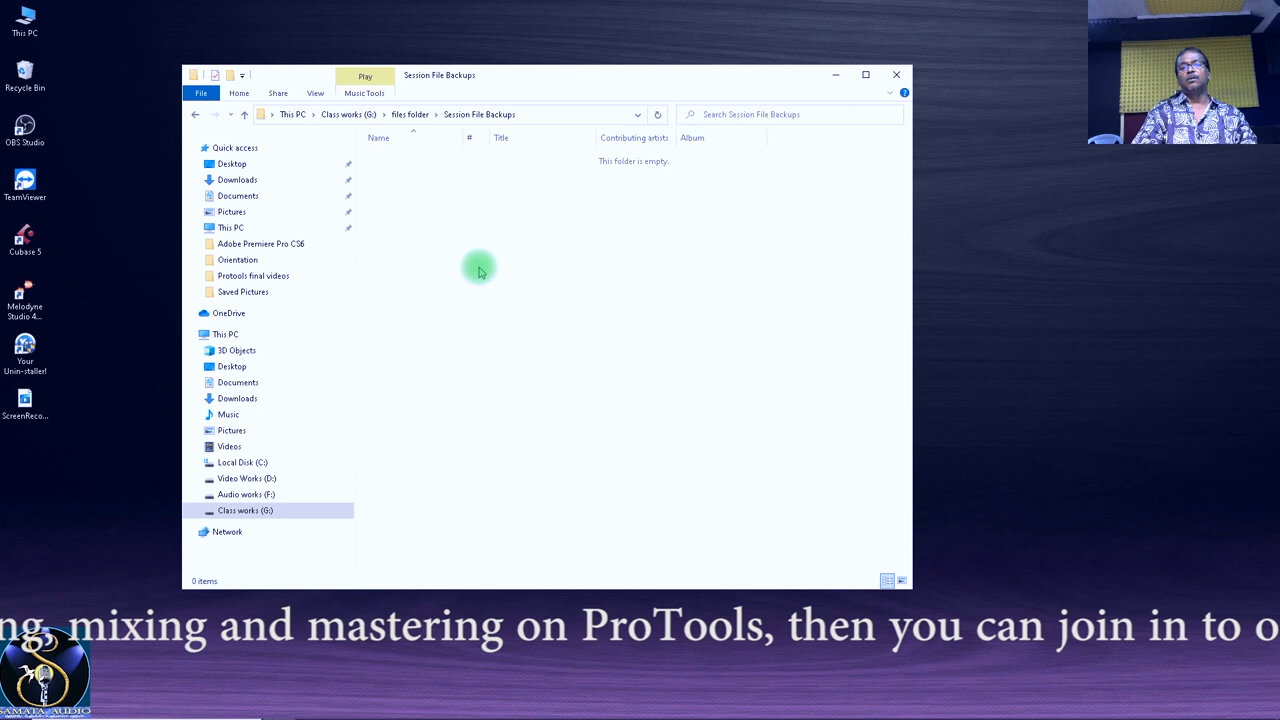 This PC
Recycle Bin
OBS Studio
TeamViewer
Cubase 5
Melodyne
Studio 4...
Your
Unin-staller!
ScreenReco...
Play
Session File Backups
File
Home
Share
View
Music Tools
This PC
Class works (G:)
files folder
Session File Backups
Search Session File Backups
Name
#
Title
Contributing artists
Album
This folder is empty.
Quick access
Desktop
Downloads
Documents
Pictures
This PC
Adobe Premiere Pro CS6
Orientation
Protools final videos
Saved Pictures
OneDrive
This PC
3D Objects
Desktop
Documents
Downloads
Music
Pictures
Videos
Local Disk (C:)
Video Works (D:)
Audio works (F:)
Class works (G:)
Network
0 items
ng, mixing and mastering on ProTools, then you can join in to o
SAMATA AUDIO